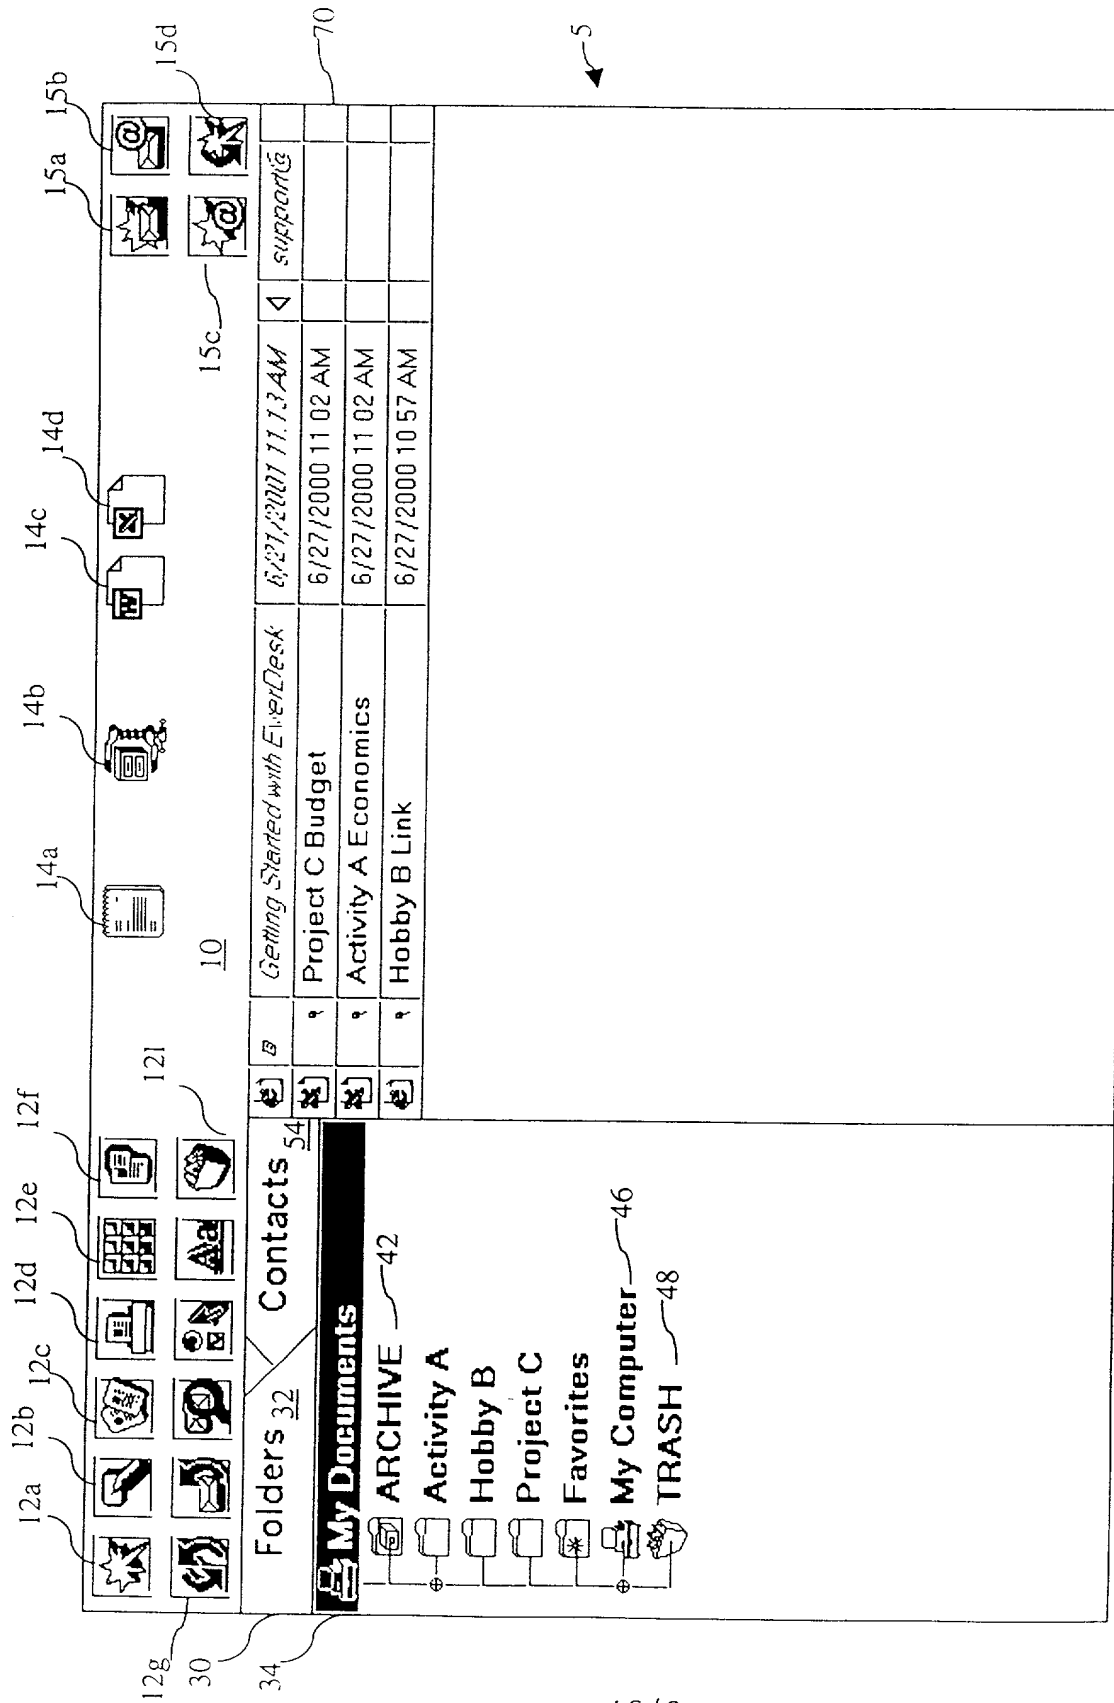 12a 12b 12c 12d 12e 12f 14a 14b 14c 14d 15a 15b
12g 12l 10 15c 15d
30 Folders 32 Contacts 54
34 My Documents
ARCHIVE 42
Activity A
Hobby B
Project C
Favorites
My Computer 46
TRASH 48
Getting Started with EverDesk 6/21/2001 11:13 AM support@
Project C Budget 6/27/2000 11 02 AM
Activity A Economics 6/27/2000 11 02 AM
Hobby B Link 6/27/2000 10 57 AM
70
5
W
Aa
@
@